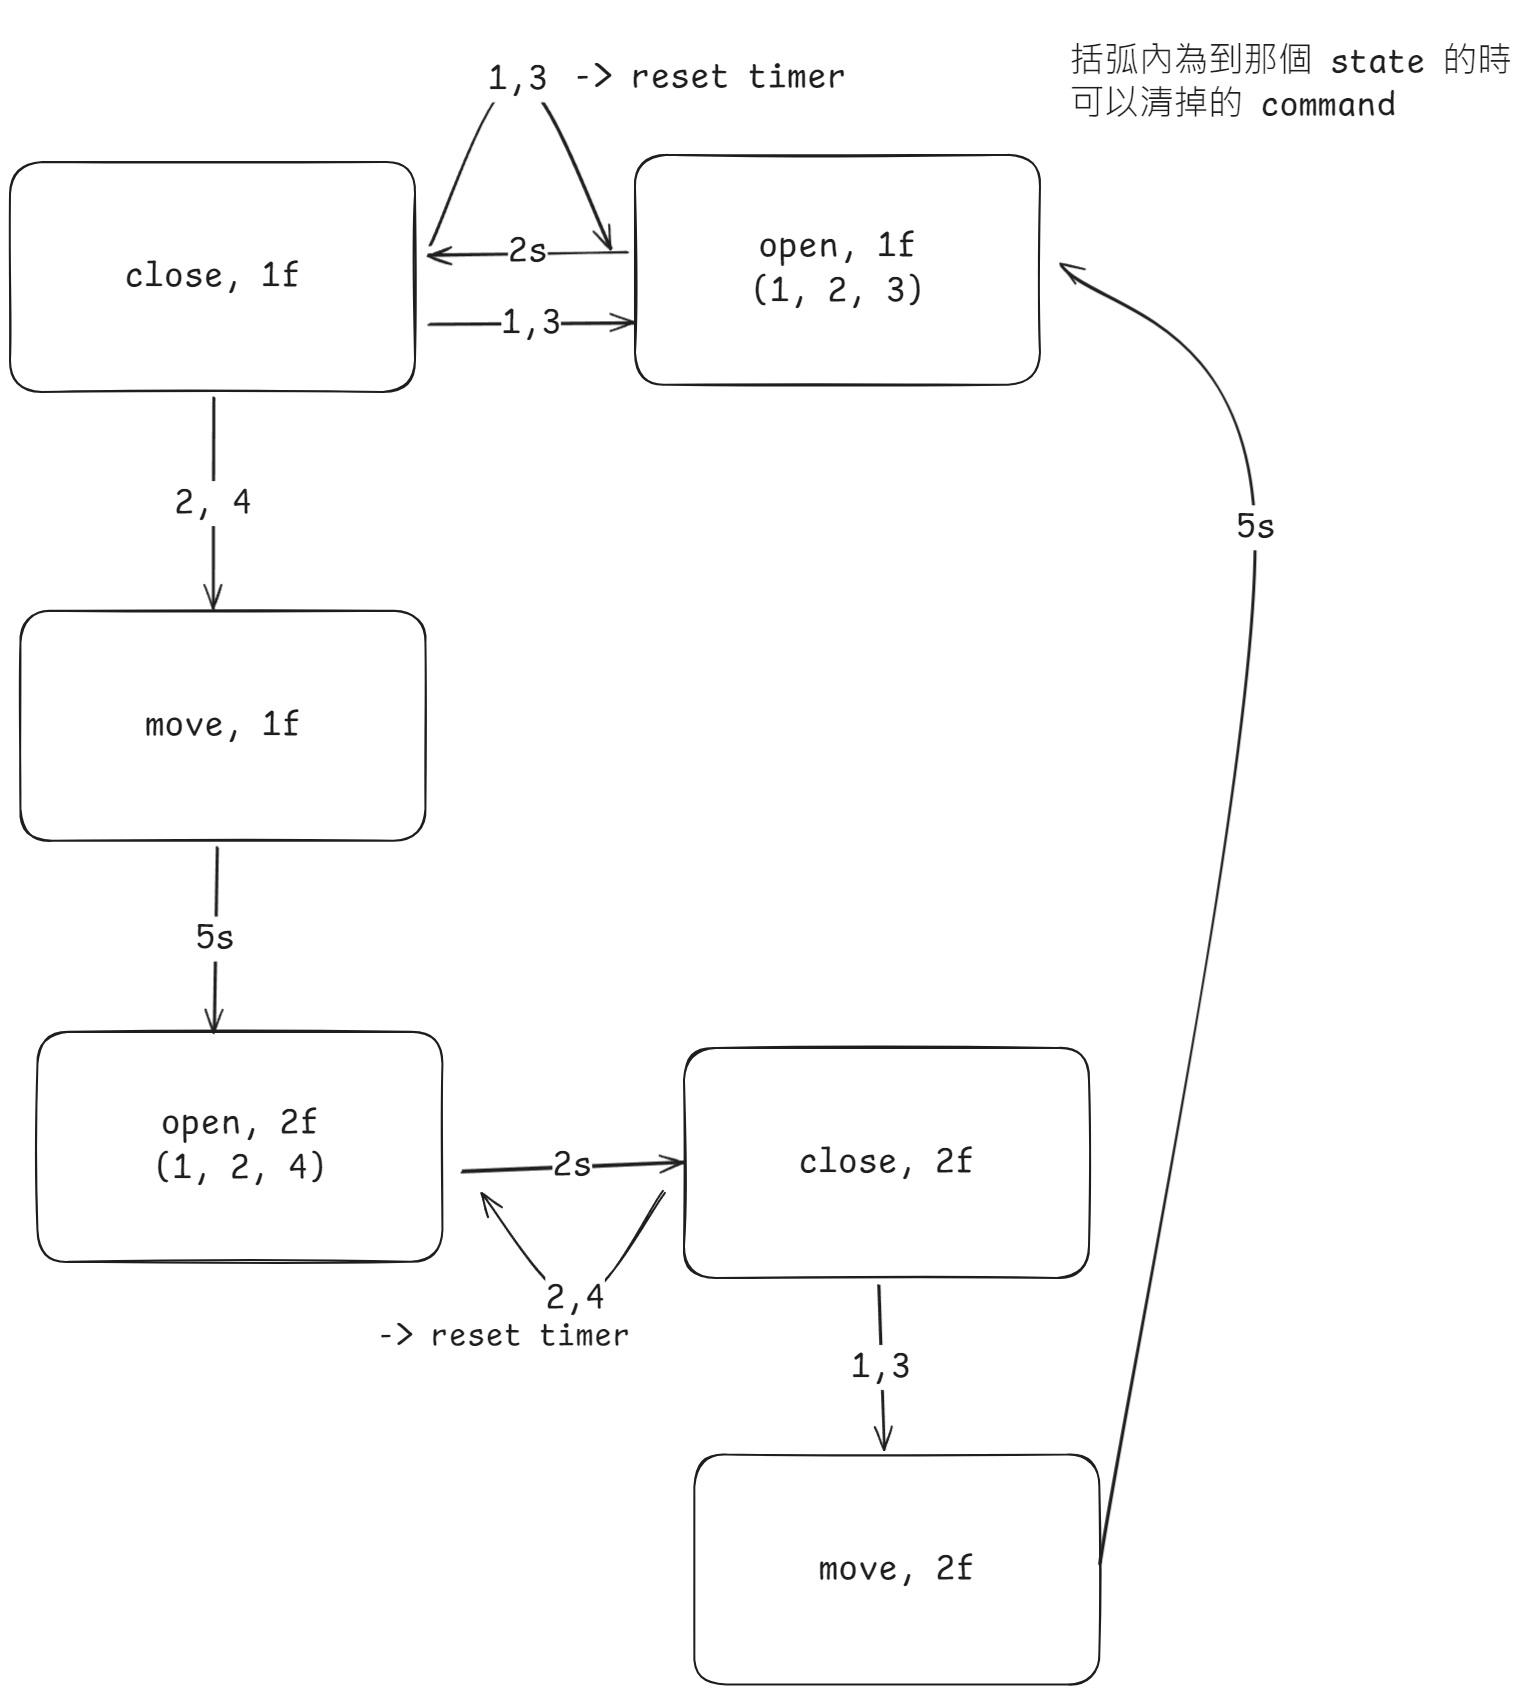 1,3 -> reset timer
括弧內為到那個 state 的時
可以清掉的 command
close, 1f
2s
1,3
open, 1f
(1, 2, 3)
2, 4
5s
move, 1f
5s
open, 2f
(1, 2, 4)
2s
close, 2f
2,4
-> reset timer
1,3
move, 2f